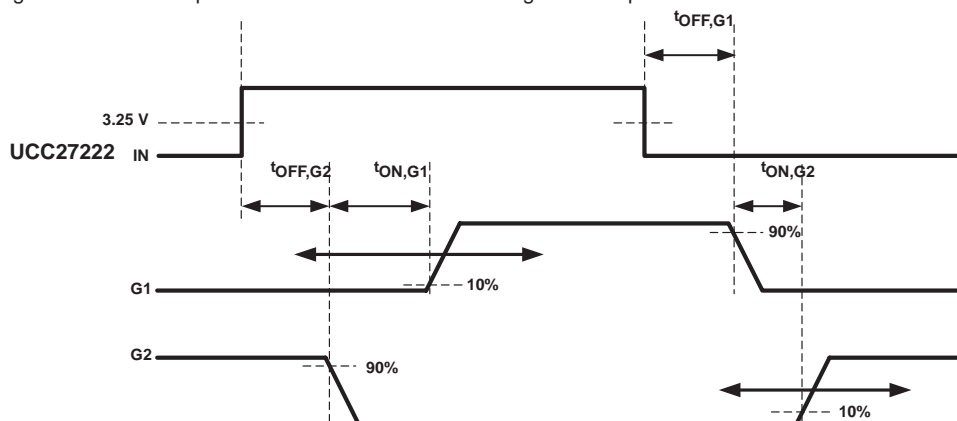 tOFF,G1
3.25 V
UCC27222 IN
tOFF,G2 tON,G1 tON,G2
90%
10%
G1
G2
90%
10%